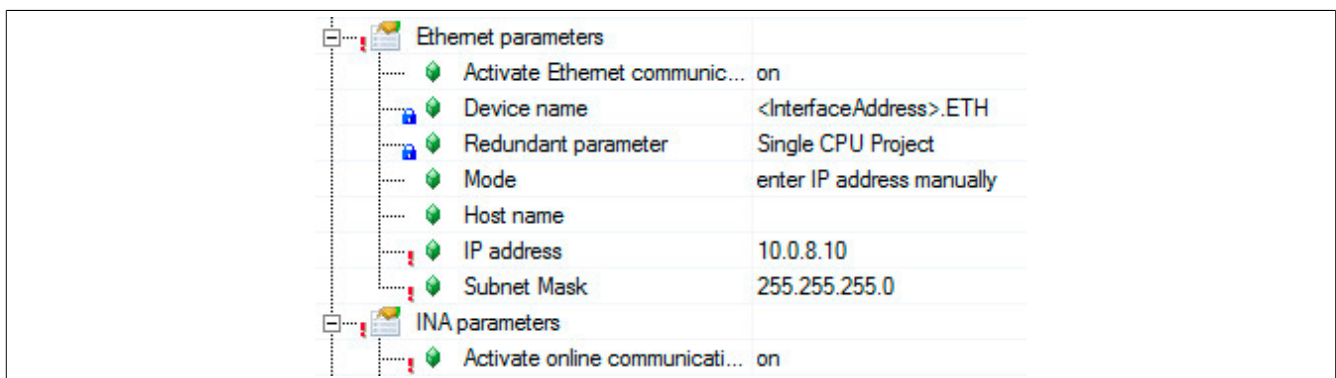 Ethernet parameters
Activate Ethernet communic... on
Device name <InterfaceAddress>.ETH
Redundant parameter Single CPU Project
Mode enter IP address manually
Host name
IP address 10.0.8.10
Subnet Mask 255.255.255.0
INA parameters
Activate online communicati... on